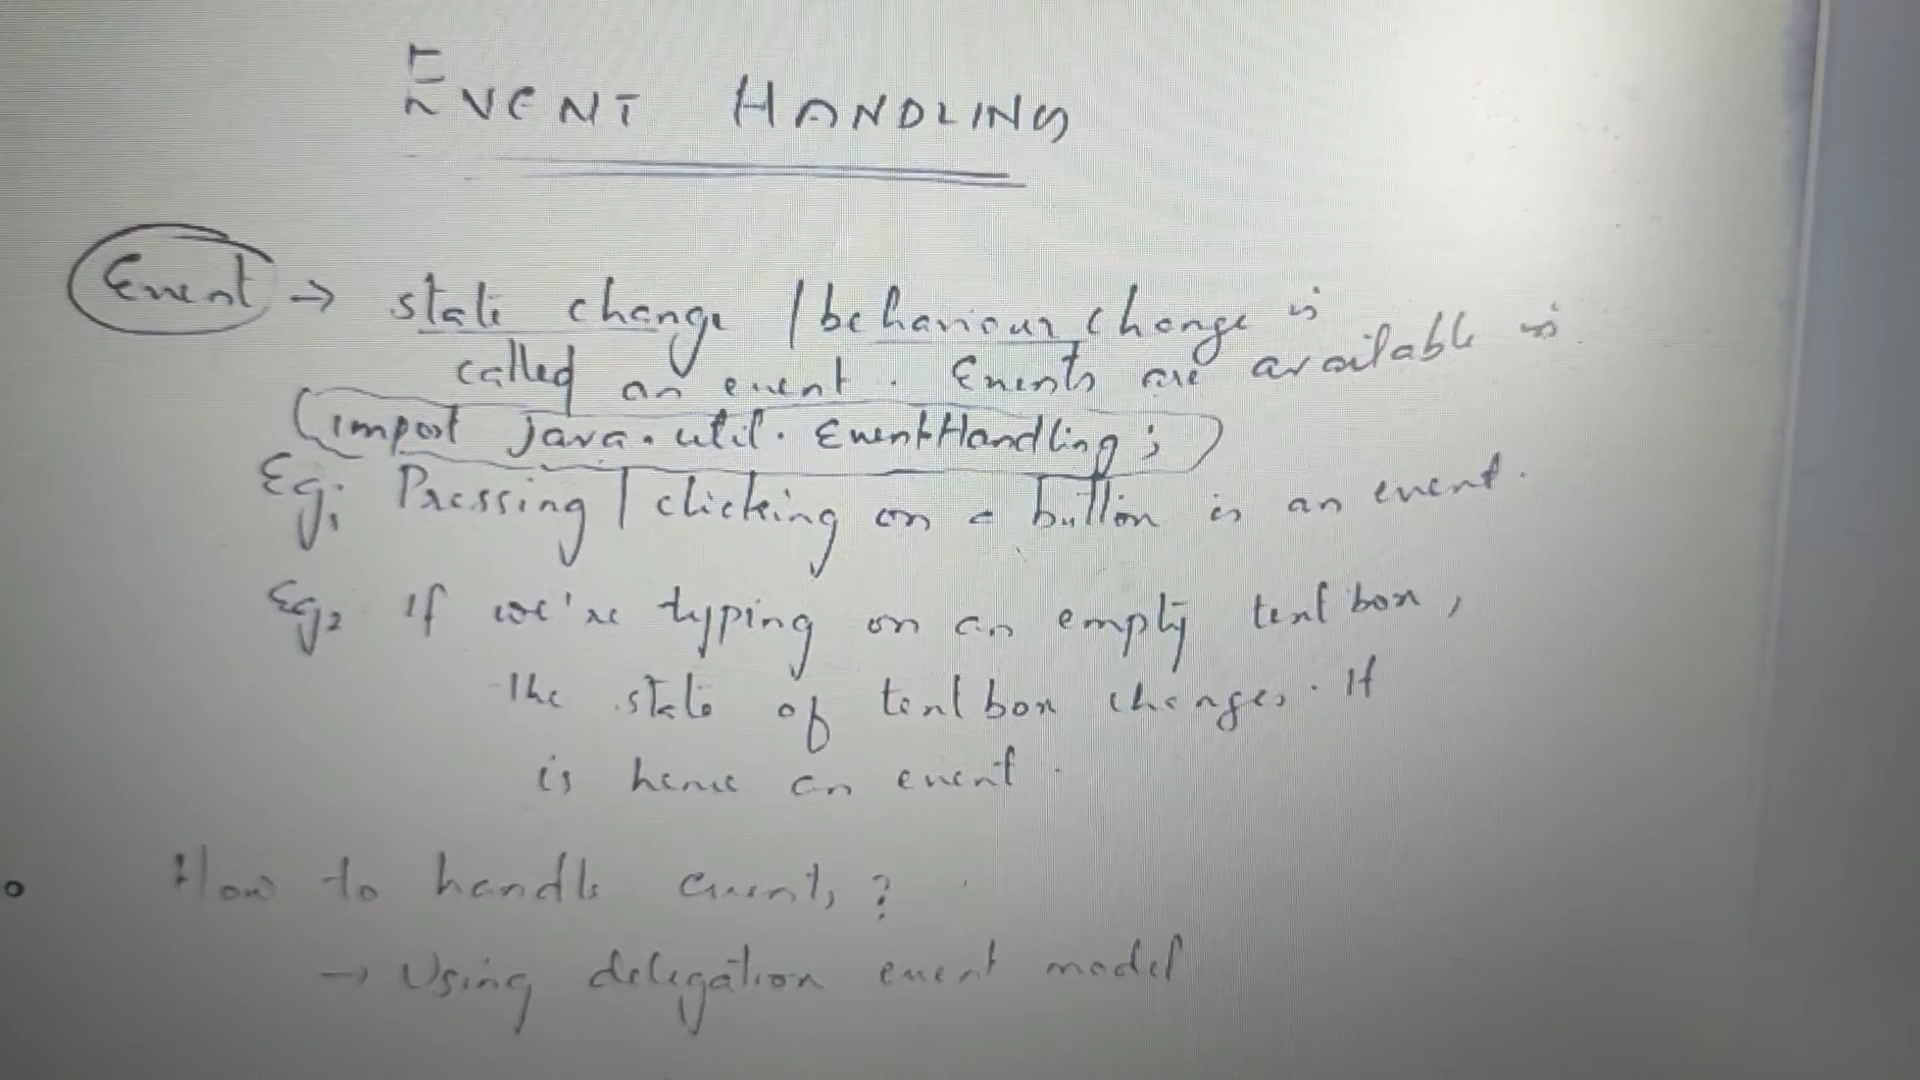 EVENT HANDLING
Event → state change / behaviour change is
called an event. Events are available in
(import java.util.EventHandling;)
Eg1 Pressing / clicking on a button is an event.
Eg2 If we're typing on an empty text box,
the state of text box changes. It
is hence an event.
How to handle events?
→ Using delegation event model